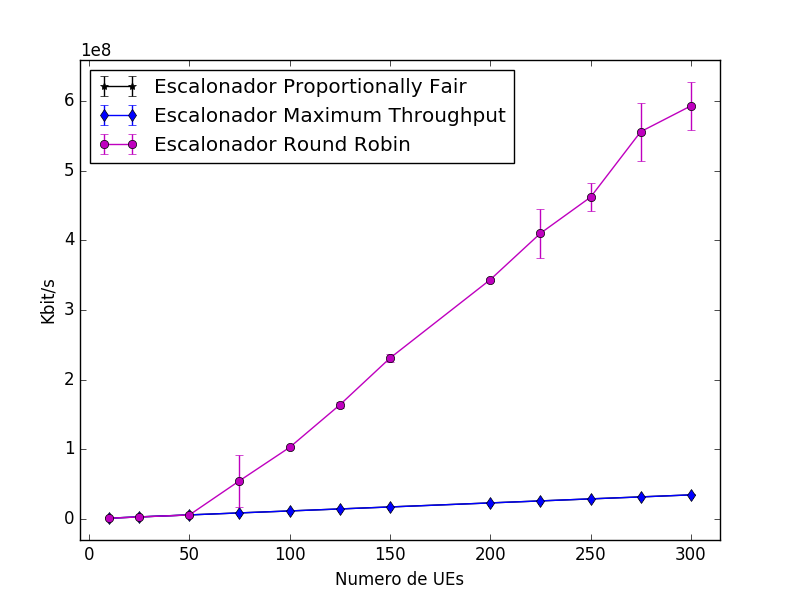 1e8
Escalonador Proportionally Fair
Escalonador Maximum Throughput
Escalonador Round Robin
6
5
4
3
2
1
0
Kbit/s
0 50 100 150 200 250 300
Numero de UEs